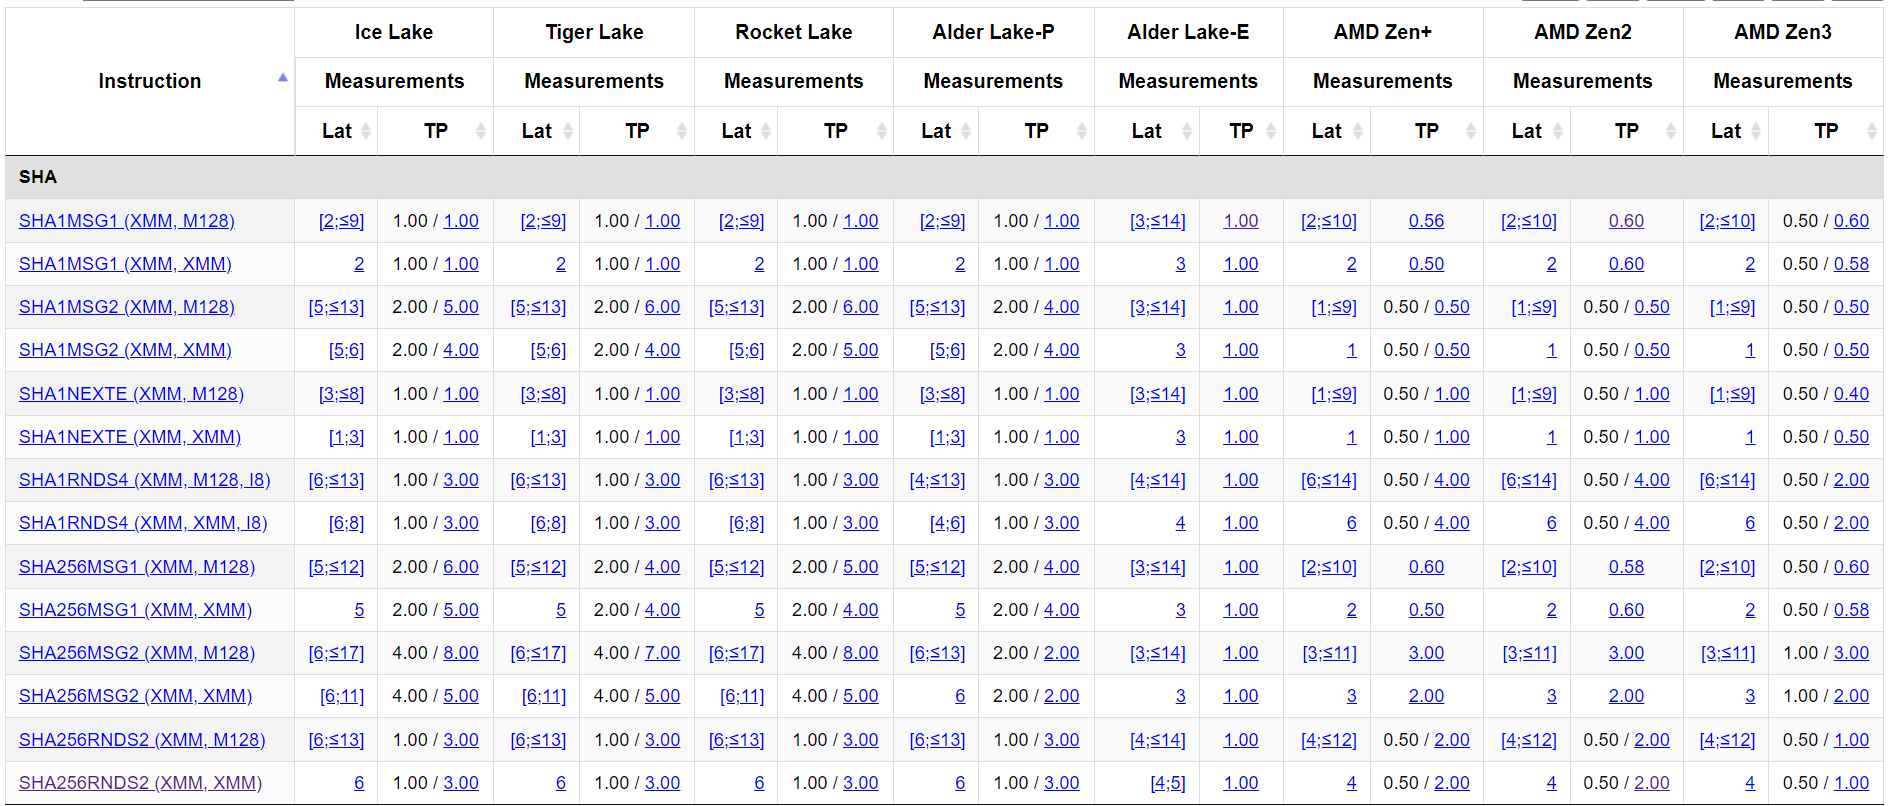 Ice Lake Tiger Lake Rocket Lake Alder Lake-P Alder Lake-E AMD Zen+ AMD Zen2 AMD Zen3
Instruction Measurements Measurements Measurements Measurements Measurements Measurements Measurements Measurements
Lat TP Lat TP Lat TP Lat TP Lat TP Lat TP Lat TP Lat TP
SHA
SHA1MSG1 (XMM, M128) [2;≤9] 1.00 / 1.00 [2;≤9] 1.00 / 1.00 [2;≤9] 1.00 / 1.00 [2;≤9] 1.00 / 1.00 [3;≤14] 1.00 [2;≤10] 0.56 [2;≤10] 0.60 [2;≤10] 0.50 / 0.60
SHA1MSG1 (XMM, XMM) 2 1.00 / 1.00 2 1.00 / 1.00 2 1.00 / 1.00 2 1.00 / 1.00 3 1.00 2 0.50 2 0.60 2 0.50 / 0.58
SHA1MSG2 (XMM, M128) [5;≤13] 2.00 / 5.00 [5;≤13] 2.00 / 6.00 [5;≤13] 2.00 / 6.00 [5;≤13] 2.00 / 4.00 [3;≤14] 1.00 [1;≤9] 0.50 / 0.50 [1;≤9] 0.50 / 0.50 [1;≤9] 0.50 / 0.50
SHA1MSG2 (XMM, XMM) [5;6] 2.00 / 4.00 [5;6] 2.00 / 4.00 [5;6] 2.00 / 5.00 [5;6] 2.00 / 4.00 3 1.00 1 0.50 / 0.50 1 0.50 / 0.50 1 0.50 / 0.50
SHA1NEXTE (XMM, M128) [3;≤8] 1.00 / 1.00 [3;≤8] 1.00 / 1.00 [3;≤8] 1.00 / 1.00 [3;≤8] 1.00 / 1.00 [3;≤14] 1.00 [1;≤9] 0.50 / 1.00 [1;≤9] 0.50 / 1.00 [1;≤9] 0.50 / 0.40
SHA1NEXTE (XMM, XMM) [1;3] 1.00 / 1.00 [1;3] 1.00 / 1.00 [1;3] 1.00 / 1.00 [1;3] 1.00 / 1.00 3 1.00 1 0.50 / 1.00 1 0.50 / 1.00 1 0.50 / 0.50
SHA1RNDS4 (XMM, M128, I8) [6;≤13] 1.00 / 3.00 [6;≤13] 1.00 / 3.00 [6;≤13] 1.00 / 3.00 [4;≤13] 1.00 / 3.00 [4;≤14] 1.00 [6;≤14] 0.50 / 4.00 [6;≤14] 0.50 / 4.00 [6;≤14] 0.50 / 2.00
SHA1RNDS4 (XMM, XMM, I8) [6;8] 1.00 / 3.00 [6;8] 1.00 / 3.00 [6;8] 1.00 / 3.00 [4;6] 1.00 / 3.00 4 1.00 6 0.50 / 4.00 6 0.50 / 4.00 6 0.50 / 2.00
SHA256MSG1 (XMM, M128) [5;≤12] 2.00 / 6.00 [5;≤12] 2.00 / 4.00 [5;≤12] 2.00 / 5.00 [5;≤12] 2.00 / 4.00 [3;≤14] 1.00 [2;≤10] 0.60 [2;≤10] 0.58 [2;≤10] 0.50 / 0.60
SHA256MSG1 (XMM, XMM) 5 2.00 / 5.00 5 2.00 / 4.00 5 2.00 / 4.00 5 2.00 / 4.00 3 1.00 2 0.50 2 0.60 2 0.50 / 0.58
SHA256MSG2 (XMM, M128) [6;≤17] 4.00 / 8.00 [6;≤17] 4.00 / 7.00 [6;≤17] 4.00 / 8.00 [6;≤13] 2.00 / 2.00 [3;≤14] 1.00 [3;≤11] 3.00 [3;≤11] 3.00 [3;≤11] 1.00 / 3.00
SHA256MSG2 (XMM, XMM) [6;11] 4.00 / 5.00 [6;11] 4.00 / 5.00 [6;11] 4.00 / 5.00 6 2.00 / 2.00 3 1.00 3 2.00 3 2.00 3 1.00 / 2.00
SHA256RNDS2 (XMM, M128) [6;≤13] 1.00 / 3.00 [6;≤13] 1.00 / 3.00 [6;≤13] 1.00 / 3.00 [6;≤13] 1.00 / 3.00 [4;≤14] 1.00 [4;≤12] 0.50 / 2.00 [4;≤12] 0.50 / 2.00 [4;≤12] 0.50 / 1.00
SHA256RNDS2 (XMM, XMM) 6 1.00 / 3.00 6 1.00 / 3.00 6 1.00 / 3.00 6 1.00 / 3.00 [4;5] 1.00 4 0.50 / 2.00 4 0.50 / 2.00 4 0.50 / 1.00